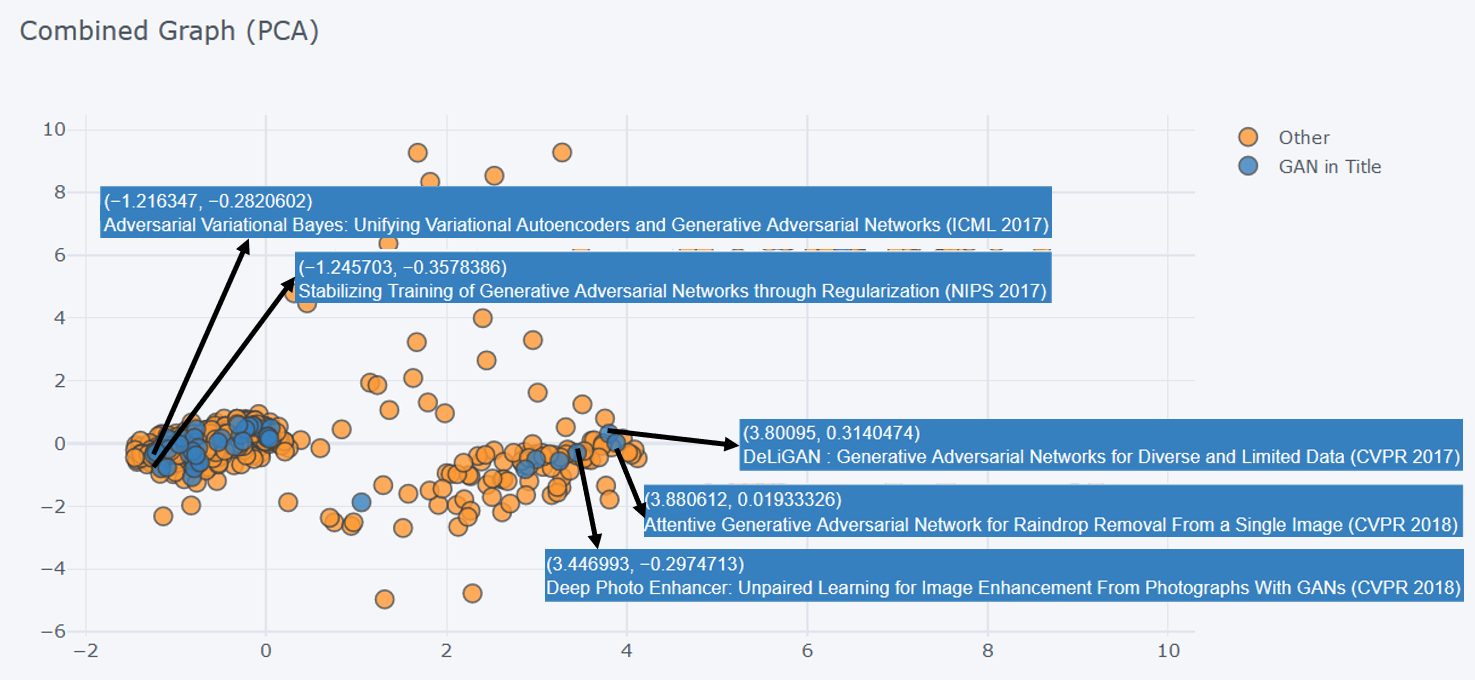 Combined Graph (PCA)
10
8
6
4
2
0
−2
−4
−6
−2
0
2
4
6
8
10
Other
GAN in Title
(−1.216347, −0.2820602)
Adversarial Variational Bayes: Unifying Variational Autoencoders and Generative Adversarial Networks (ICML 2017)
(−1.245703, −0.3578386)
Stabilizing Training of Generative Adversarial Networks through Regularization (NIPS 2017)
(3.80095, 0.3140474)
DeLiGAN : Generative Adversarial Networks for Diverse and Limited Data (CVPR 2017)
(3.880612, 0.01933326)
Attentive Generative Adversarial Network for Raindrop Removal From a Single Image (CVPR 2018)
(3.446993, −0.2974713)
Deep Photo Enhancer: Unpaired Learning for Image Enhancement From Photographs With GANs (CVPR 2018)